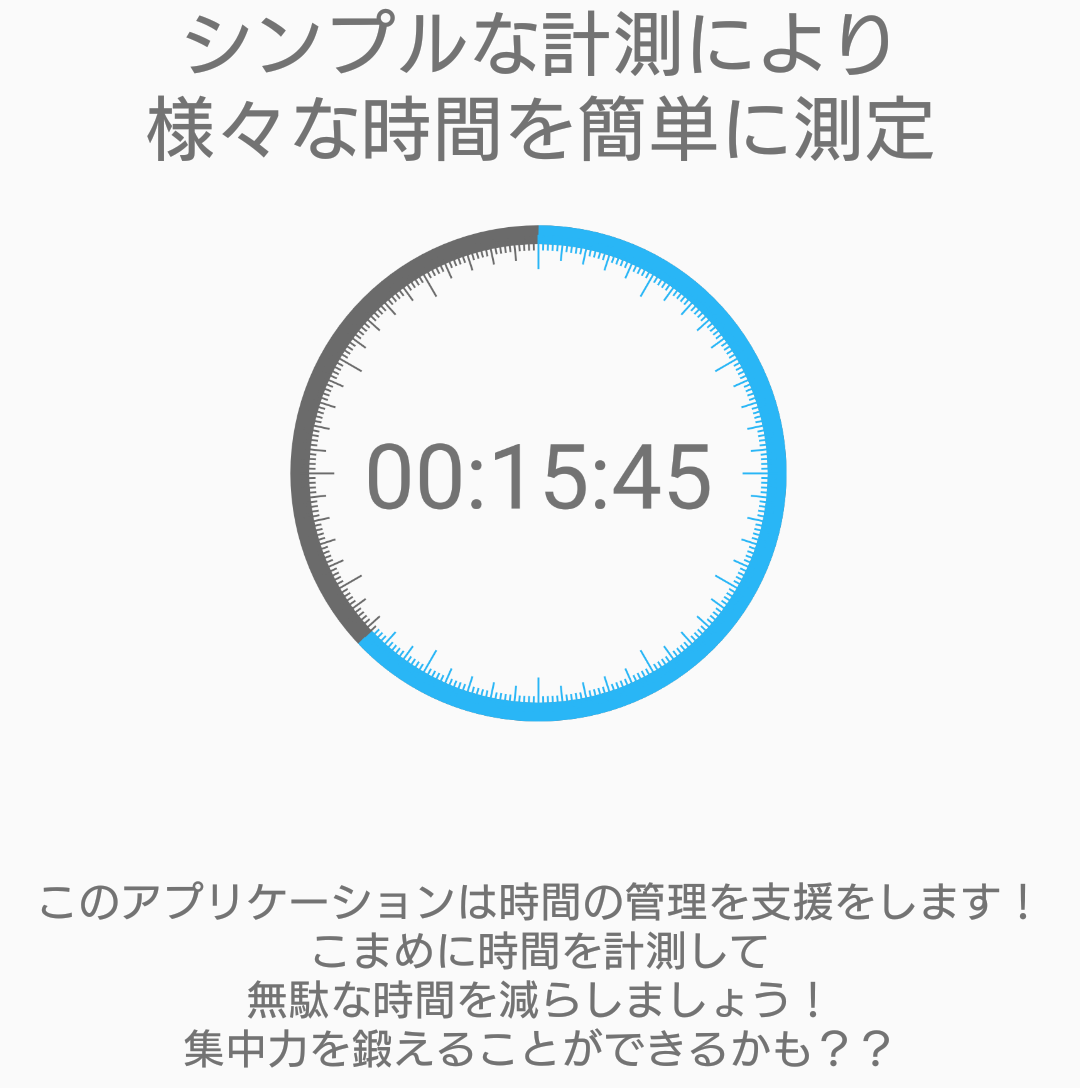 シンプルな計測により
様々な時間を簡単に測定
00:15:45
このアプリケーションは時間の管理を支援をします！
こまめに時間を計測して
無駄な時間を減らしましょう！
集中力を鍛えることができるかも？？